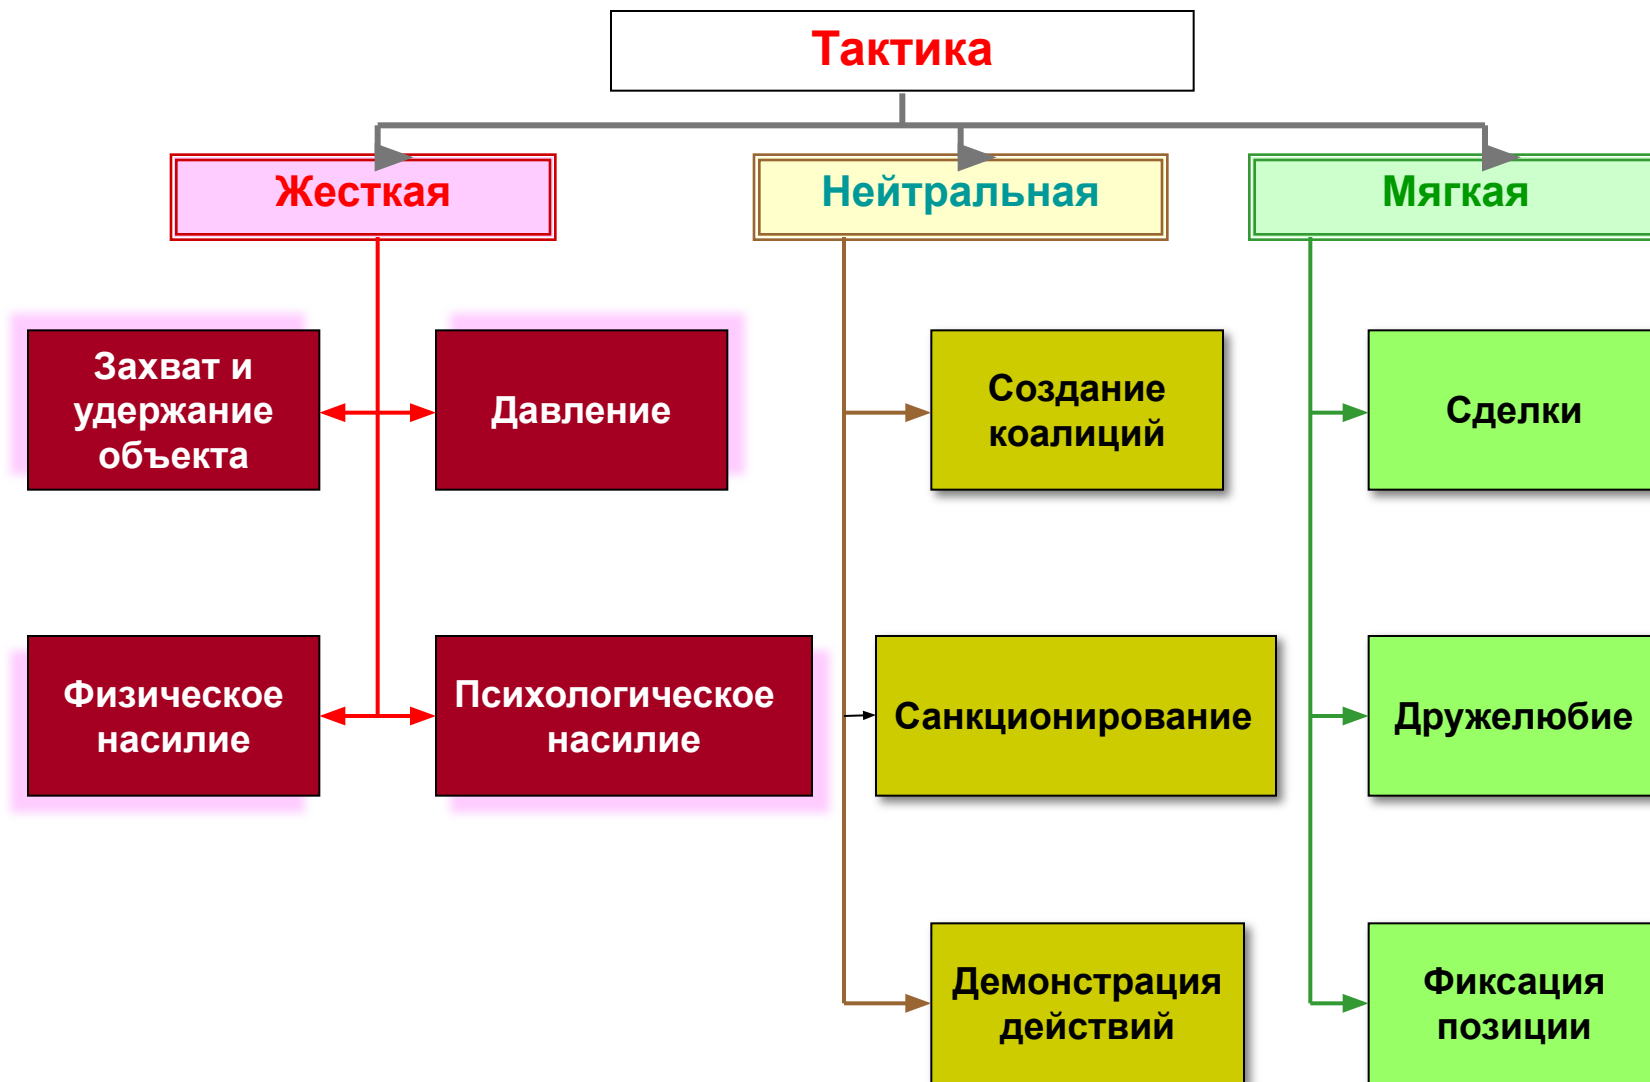 Тактика
Жесткая
Нейтральная
Мягкая
Захват и
удержание
объекта
Давление
Создание
коалиций
Сделки
Физическое
насилие
Психологическое
насилие
Санкционирование
Дружелюбие
Демонстрация
действий
Фиксация
позиции